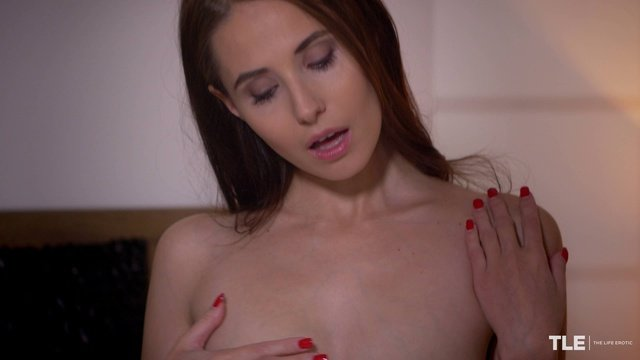 TLE | THE LIFE EROTIC